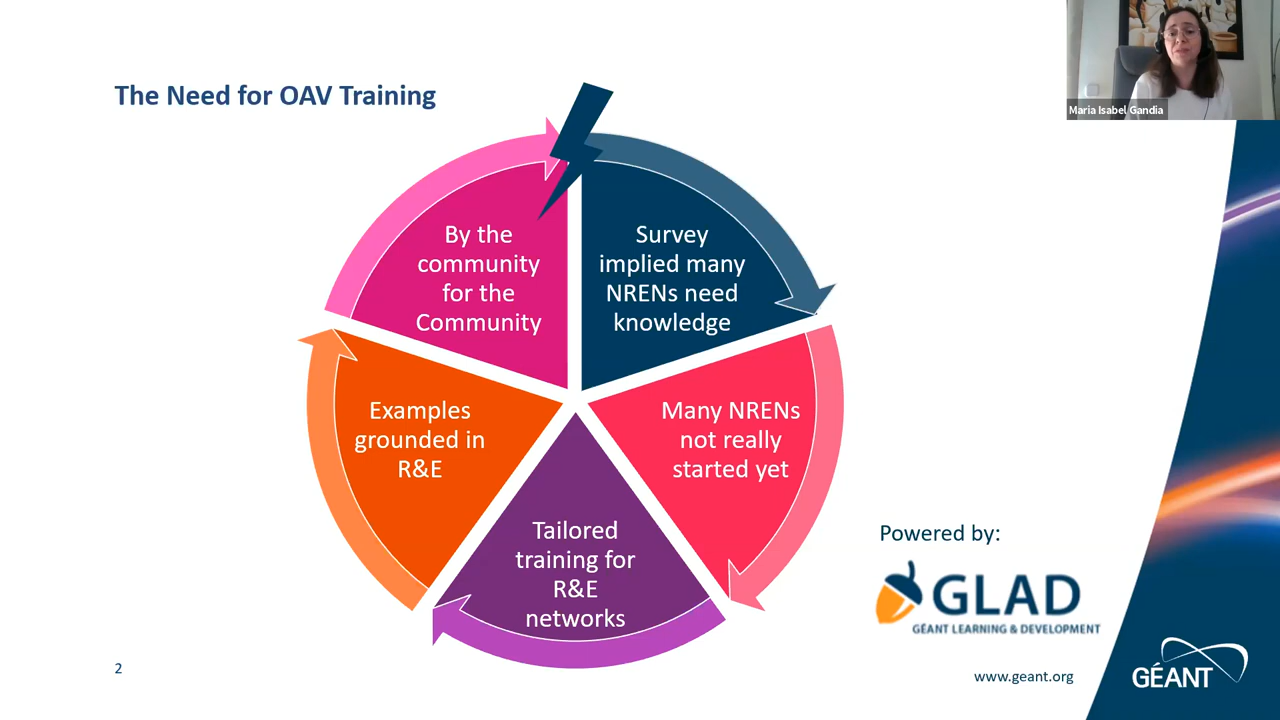 Maria Isabel Gandia
The Need for OAV Training
By the
community
for the
Community
Survey
implied many
NRENs need
knowledge
Examples
grounded in
R&E
Many NRENs
not really
started yet
Tailored
training for
R&E
networks
Powered by:
GLAD
GÉANT LEARNING & DEVELOPMENT
2
www.geant.org
GÉANT